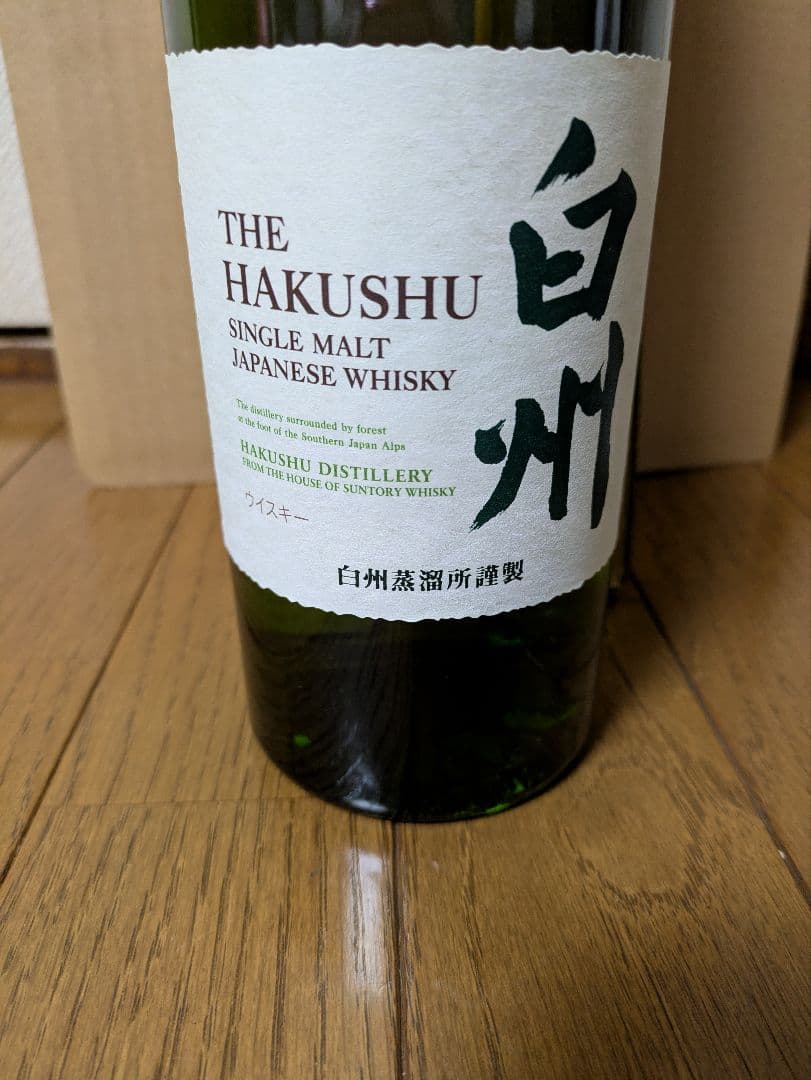 THE
HAKUSHU
SINGLE MALT
JAPANESE WHISKY
The distillery surrounded by forest
at the foot of the Southern Japan Alps
HAKUSHU DISTILLERY
FROM THE HOUSE OF SUNTORY WHISKY
ウイスキー
白州
白州蒸溜所謹製